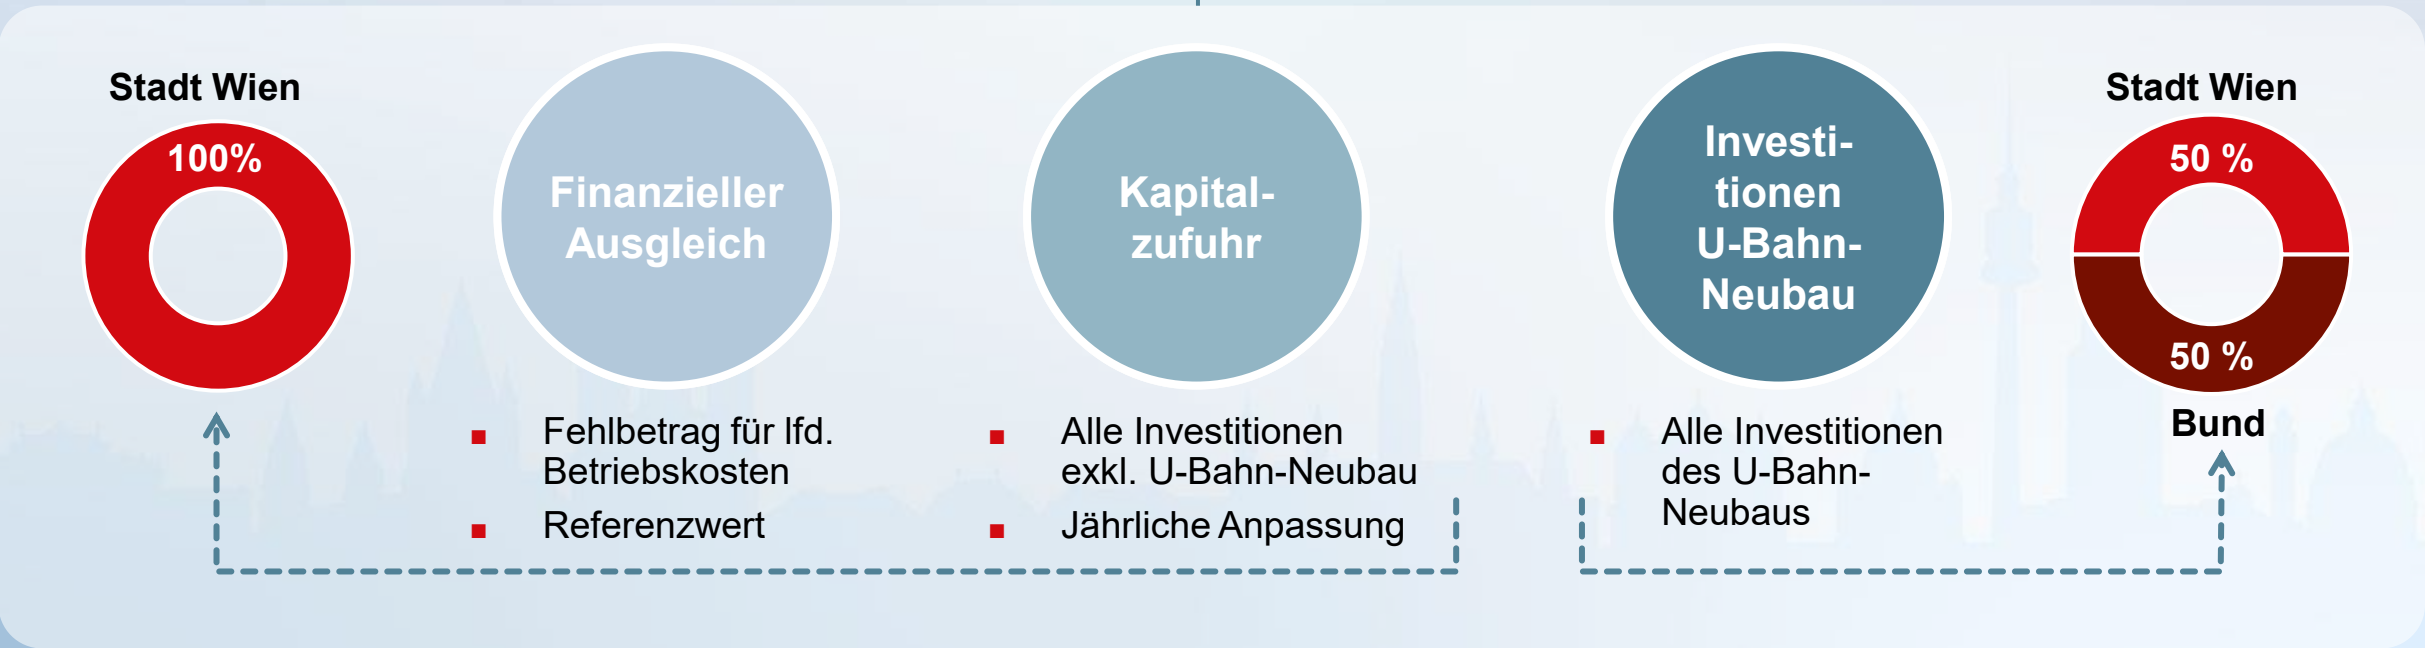 Stadt Wien
100%
Finanzieller
Ausgleich
Fehlbetrag für lfd.
Betriebskosten
Referenzwert
Kapital-
zufuhr
Alle Investitionen
exkl. U-Bahn-Neubau
Jährliche Anpassung
Investi-
tionen
U-Bahn-
Neubau
Alle Investitionen
des U-Bahn-
Neubaus
Stadt Wien
50 %
50 %
Bund